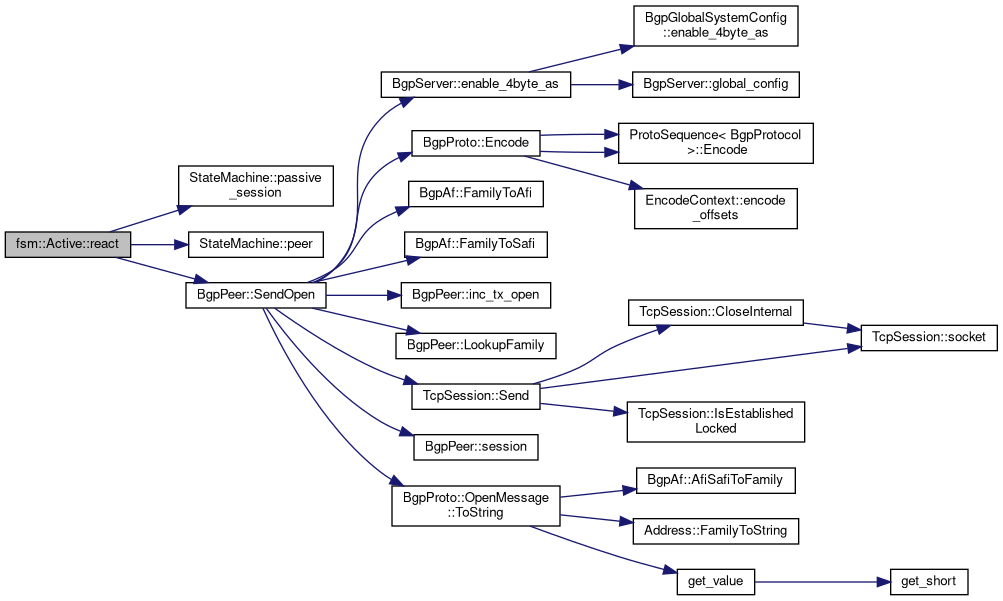 fsm::Active::react
StateMachine::passive
_session
StateMachine::peer
BgpPeer::SendOpen
BgpServer::enable_4byte_as
BgpProto::Encode
BgpAf::FamilyToAfi
BgpAf::FamilyToSafi
BgpPeer::inc_tx_open
BgpPeer::LookupFamily
TcpSession::Send
BgpPeer::session
BgpProto::OpenMessage
::ToString
BgpGlobalSystemConfig
::enable_4byte_as
BgpServer::global_config
ProtoSequence< BgpProtocol
>::Encode
EncodeContext::encode
_offsets
TcpSession::CloseInternal
TcpSession::socket
TcpSession::IsEstablished
Locked
BgpAf::AfiSafiToFamily
Address::FamilyToString
get_value
get_short